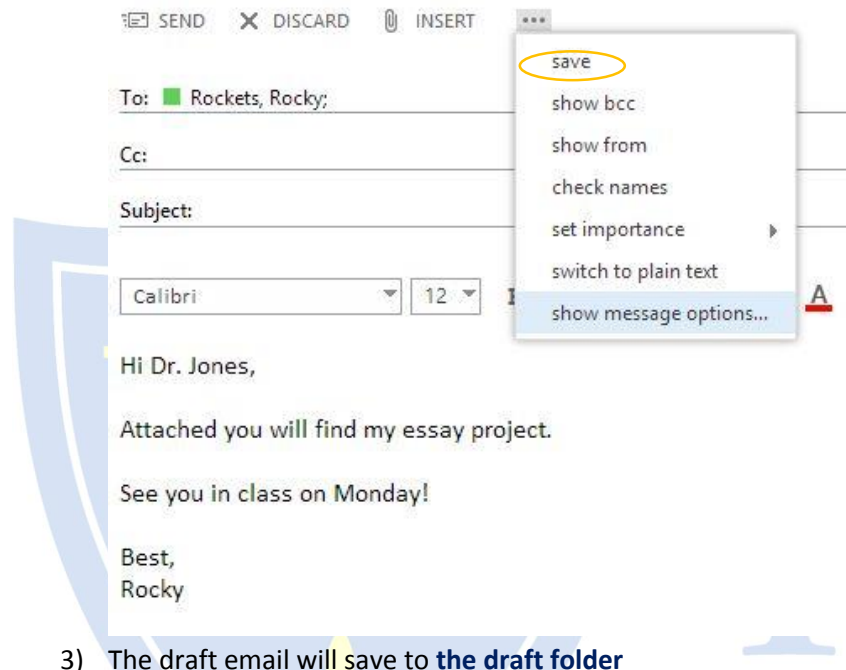 SEND DISCARD INSERT ...
save
To: Rockets, Rocky;
show bcc
Cc:
show from
check names
Subject:
set importance
switch to plain text
Calibri 12 A
show message options...
Hi Dr. Jones,
Attached you will find my essay project.
See you in class on Monday!
Best,
Rocky
3) The draft email will save to the draft folder